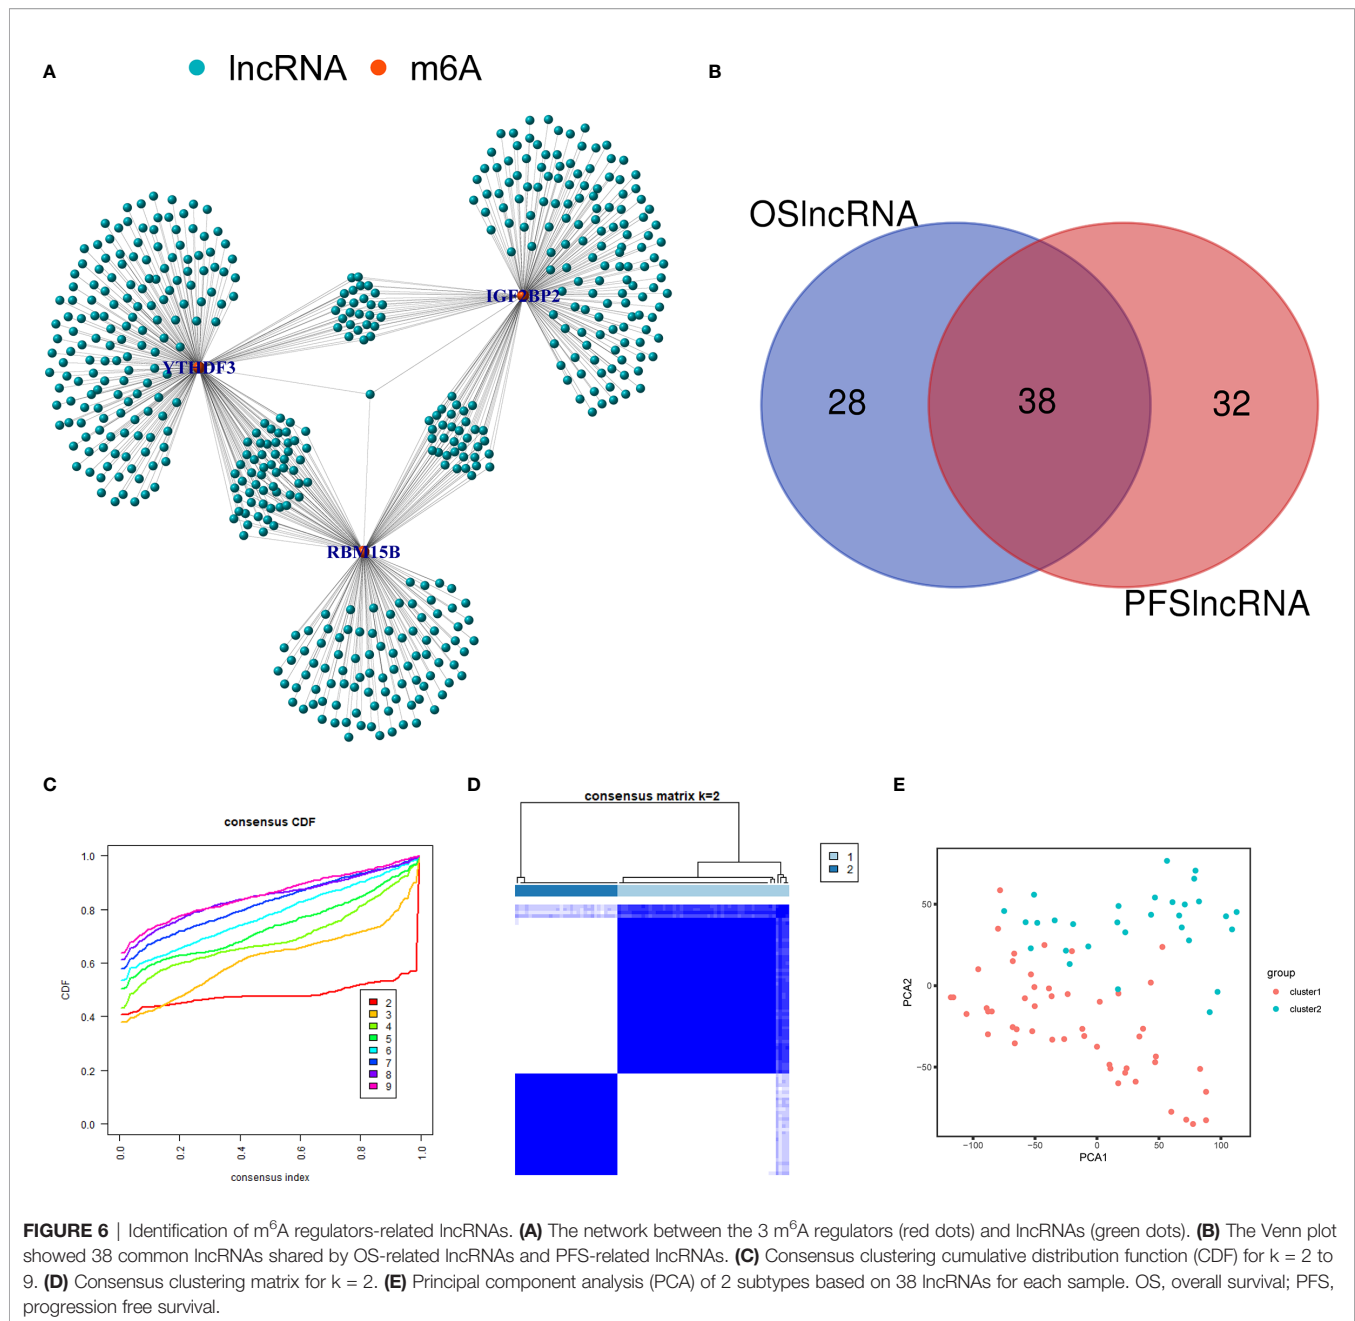 A
lncRNA
m6A
IGF2BP2
YTHDF3
RBM15B
B
OSlncRNA
28
38
32
PFSlncRNA
C
consensus CDF
CDF
1.0
0.8
0.6
0.4
0.2
0.0
2
3
4
5
6
7
8
9
0.0
0.2
0.4
0.6
0.8
1.0
consensus index
D
consensus matrix k=2
1
2
E
PCA2
50
0
−50
−100
−50
0
50
100
PCA1
group
cluster1
cluster2
FIGURE 6 | Identification of m⁶A regulators-related lncRNAs. (A) The network between the 3 m⁶A regulators (red dots) and lncRNAs (green dots). (B) The Venn plot
showed 38 common lncRNAs shared by OS-related lncRNAs and PFS-related lncRNAs. (C) Consensus clustering cumulative distribution function (CDF) for k = 2 to
9. (D) Consensus clustering matrix for k = 2. (E) Principal component analysis (PCA) of 2 subtypes based on 38 lncRNAs for each sample. OS, overall survival; PFS,
progression free survival.